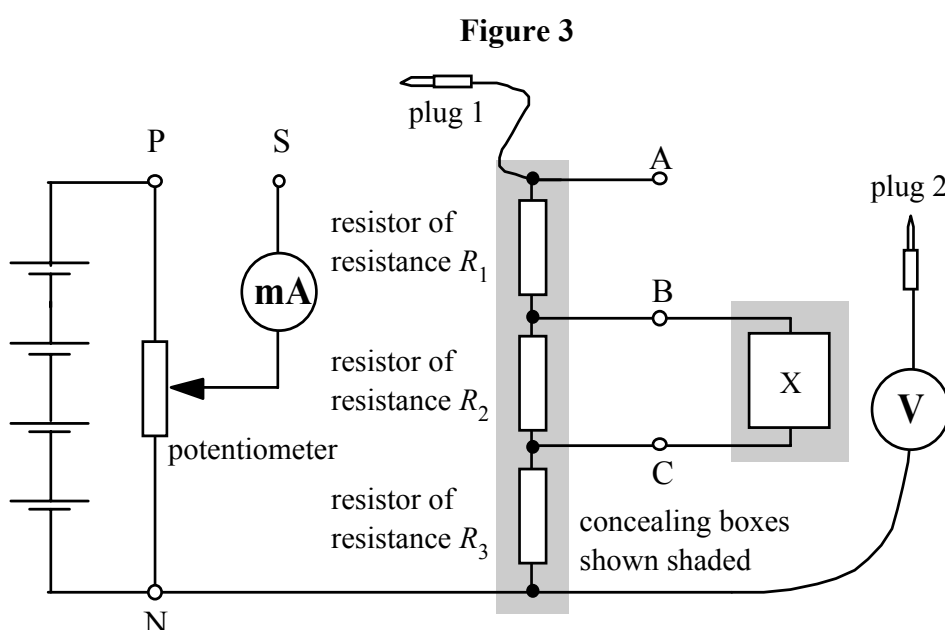 Figure 3
plug 1
P
S
A
plug 2
resistor of
resistance R1
mA
B
resistor of
resistance R2
X
V
potentiometer
C
resistor of
resistance R3
concealing boxes
shown shaded
N